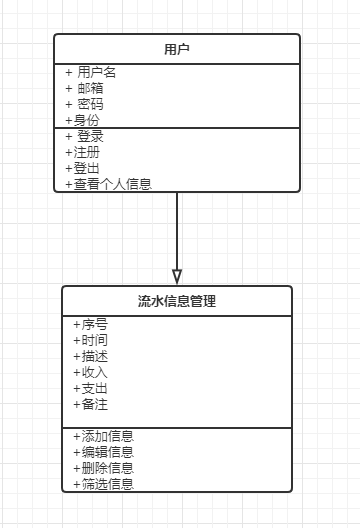 用户
+ 用户名
+ 邮箱
+ 密码
+身份
+ 登录
+注册
+登出
+查看个人信息
流水信息管理
+序号
+时间
+描述
+收入
+支出
+备注
+添加信息
+编辑信息
+删除信息
+筛选信息